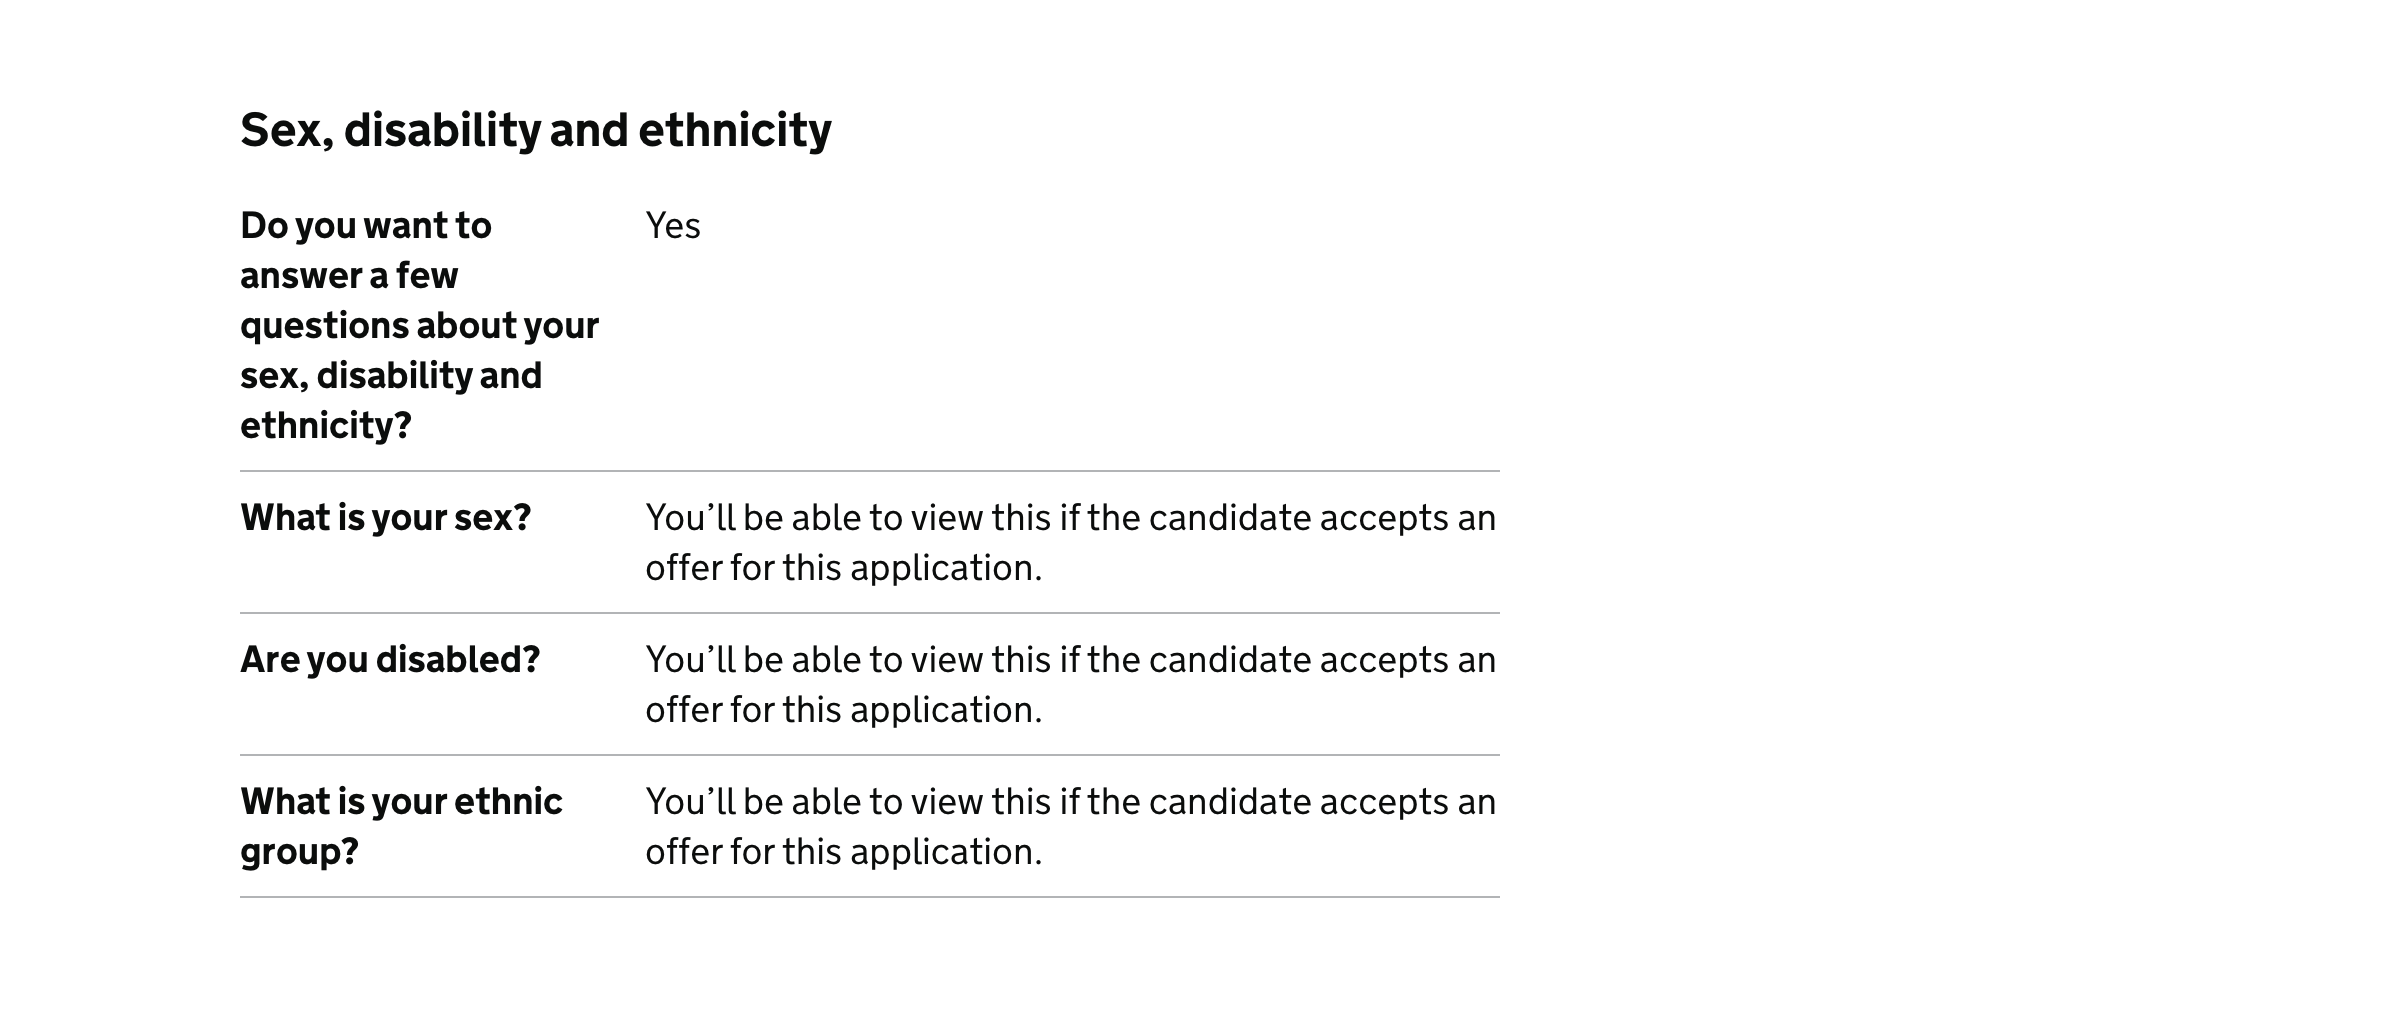 Sex, disability and ethnicity
Do you want to
answer a few
questions about your
sex, disability and
ethnicity?
Yes
What is your sex?
You’ll be able to view this if the candidate accepts an
offer for this application.
Are you disabled?
You’ll be able to view this if the candidate accepts an
offer for this application.
What is your ethnic
group?
You’ll be able to view this if the candidate accepts an
offer for this application.